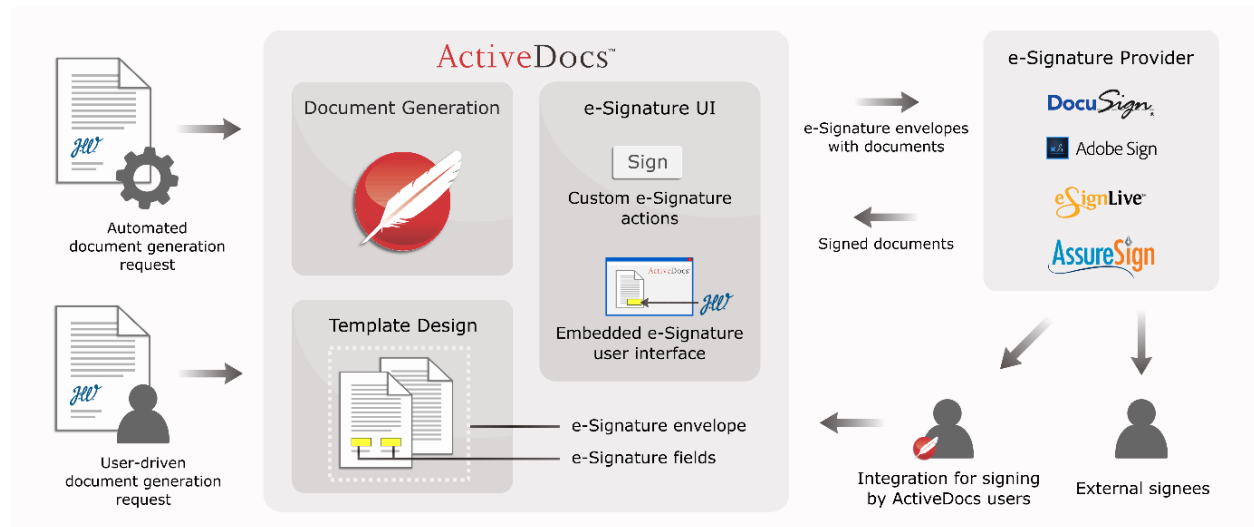 Automated
document generation
request
User-driven
document generation
request
ActiveDocs™
Document Generation
Template Design
e-Signature envelope
e-Signature fields
e-Signature UI
Sign
Custom e-Signature
actions
ActiveDocs
Embedded e-Signature
user interface
e-Signature envelopes
with documents
Signed documents
e-Signature Provider
DocuSign®
Adobe Sign
eSignLive™
AssureSign
Integration for signing
by ActiveDocs users
External signees